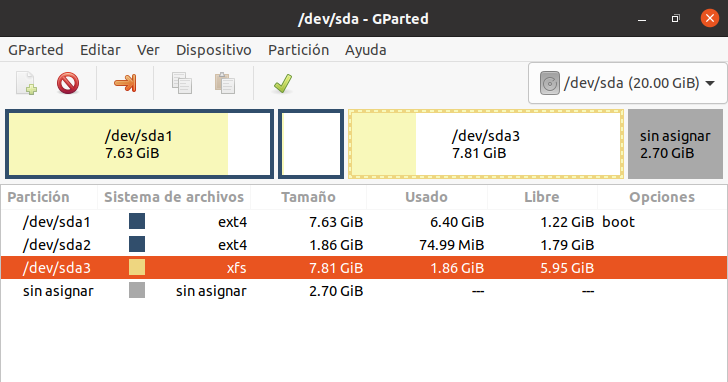 /dev/sda - GParted
GParted Editar Ver Dispositivo Partición Ayuda
/dev/sda (20.00 GiB)
/dev/sda1
7.63 GiB
/dev/sda3
7.81 GiB
sin asignar
2.70 GiB
Partición Sistema de archivos Tamaño Usado Libre Opciones
/dev/sda1 ext4 7.63 GiB 6.40 GiB 1.22 GiB boot
/dev/sda2 ext4 1.86 GiB 74.99 MiB 1.79 GiB
/dev/sda3 xfs 7.81 GiB 1.86 GiB 5.95 GiB
sin asignar sin asignar 2.70 GiB --- ---